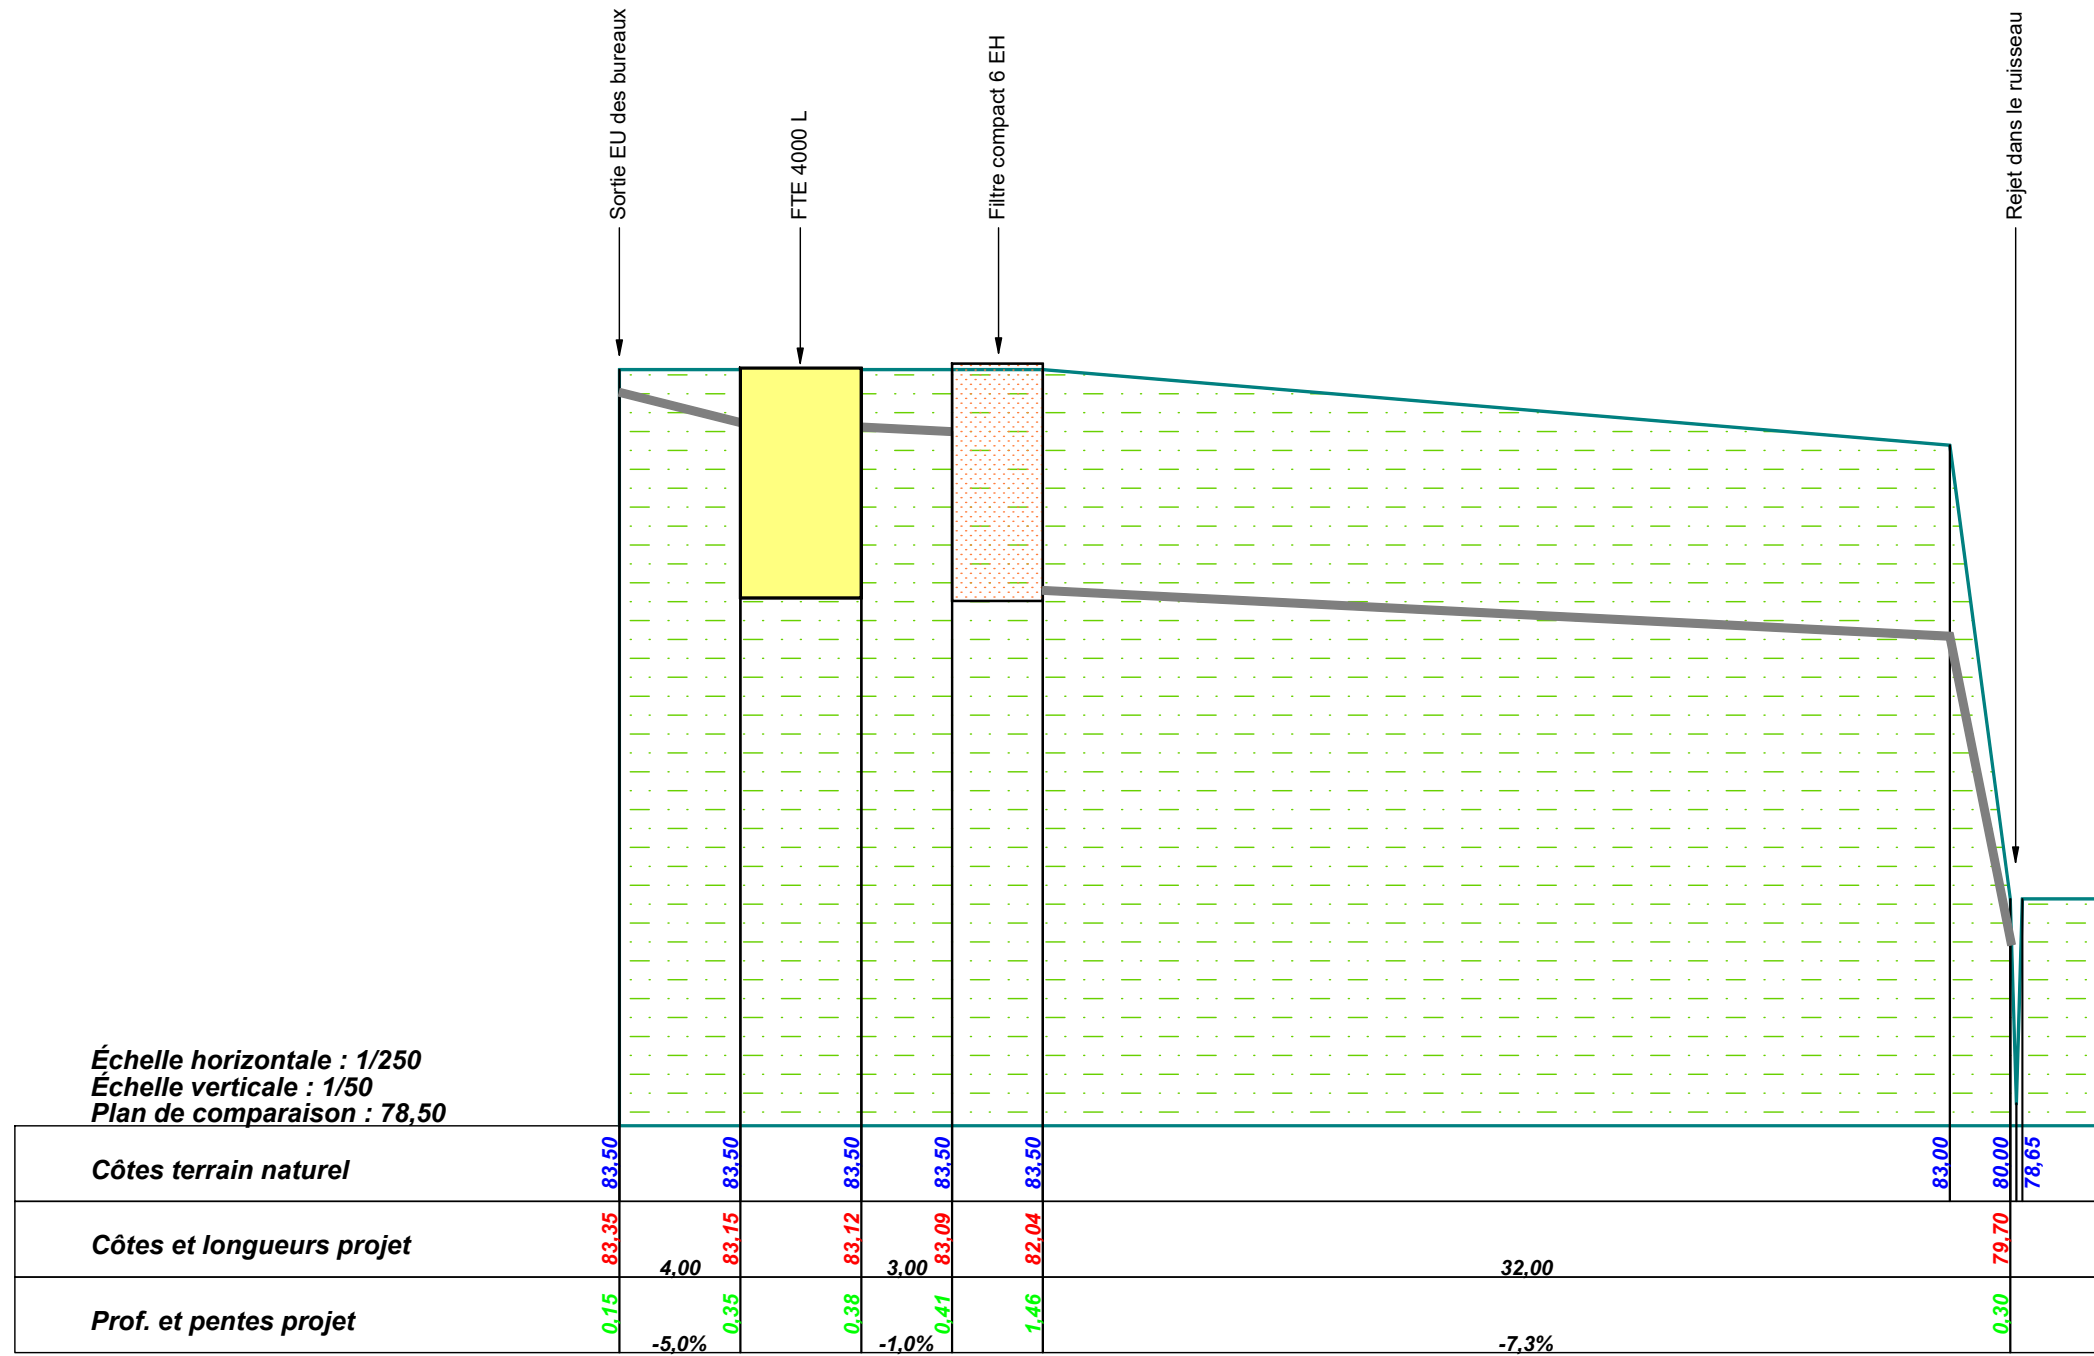 Sortie EU des bureaux
FTE 4000 L
Filtre compact 6 EH
Rejet dans le ruisseau
Échelle horizontale : 1/250
Échelle verticale : 1/50
Plan de comparaison : 78,50
Côtes terrain naturel
83,50
83,50
83,50
83,50
83,50
83,00
80,00
78,65
Côtes et longueurs projet
83,35
83,15
83,12
83,09
82,04
79,70
4,00
3,00
32,00
Prof. et pentes projet
0,15
0,35
0,38
0,41
1,46
0,30
-5,0%
-1,0%
-7,3%